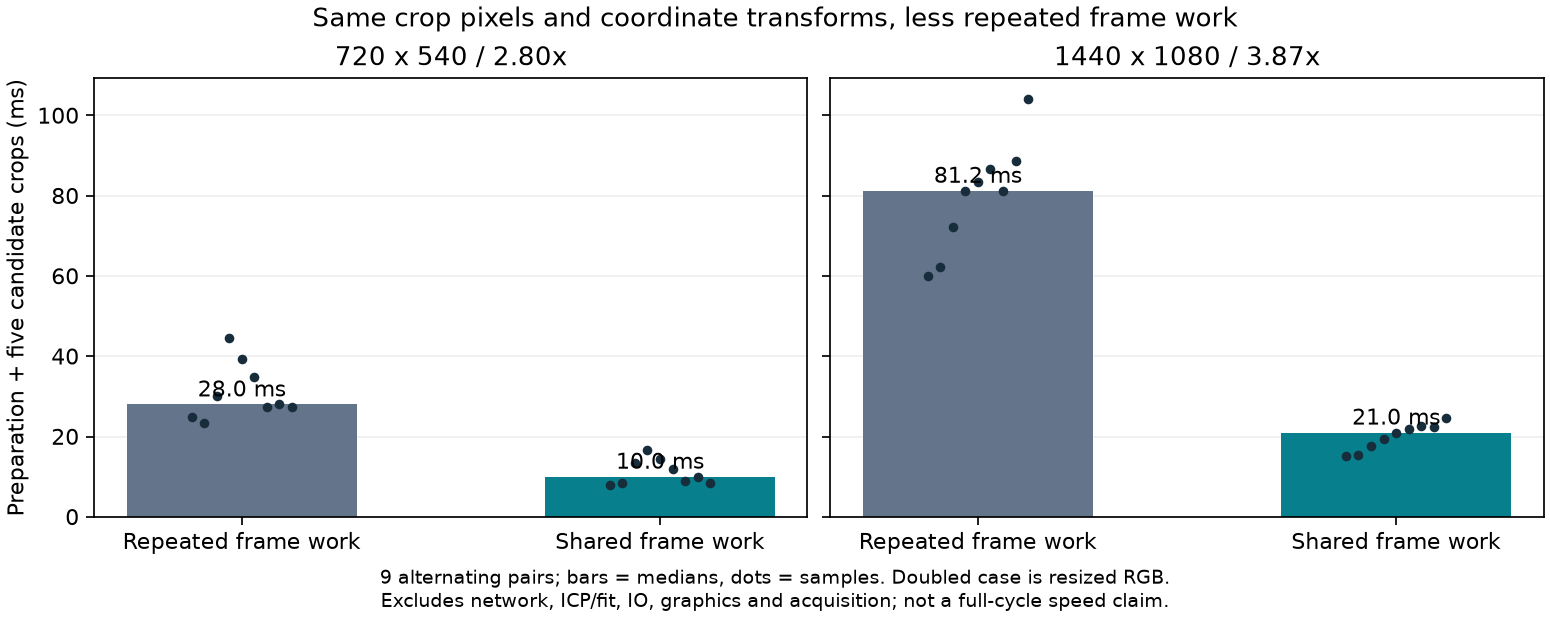 Same crop pixels and coordinate transforms, less repeated frame work
720 x 540 / 2.80x
1440 x 1080 / 3.87x
Preparation + five candidate crops (ms)
100
80
60
40
20
0
28.0 ms
10.0 ms
81.2 ms
21.0 ms
Repeated frame work
Shared frame work
Repeated frame work
Shared frame work
9 alternating pairs; bars = medians, dots = samples. Doubled case is resized RGB.
Excludes network, ICP/fit, IO, graphics and acquisition; not a full-cycle speed claim.